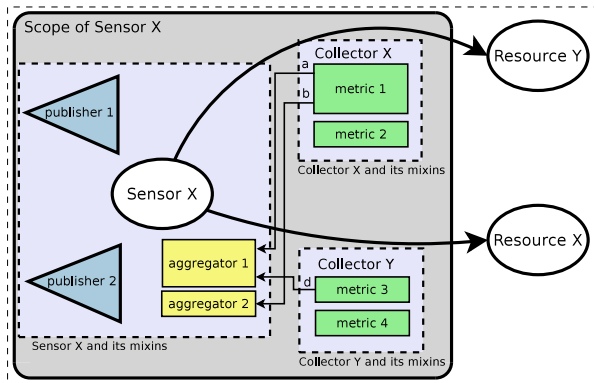 Scope of Sensor X
Collector X
Resource Y
a
metric 1
b
publisher 1
metric 2
Collector X and its mixins
Sensor X
Resource X
aggregator 1
Collector Y
publisher 2
d
metric 3
aggregator 2
metric 4
Sensor X and its mixins
Collector Y and its mixins